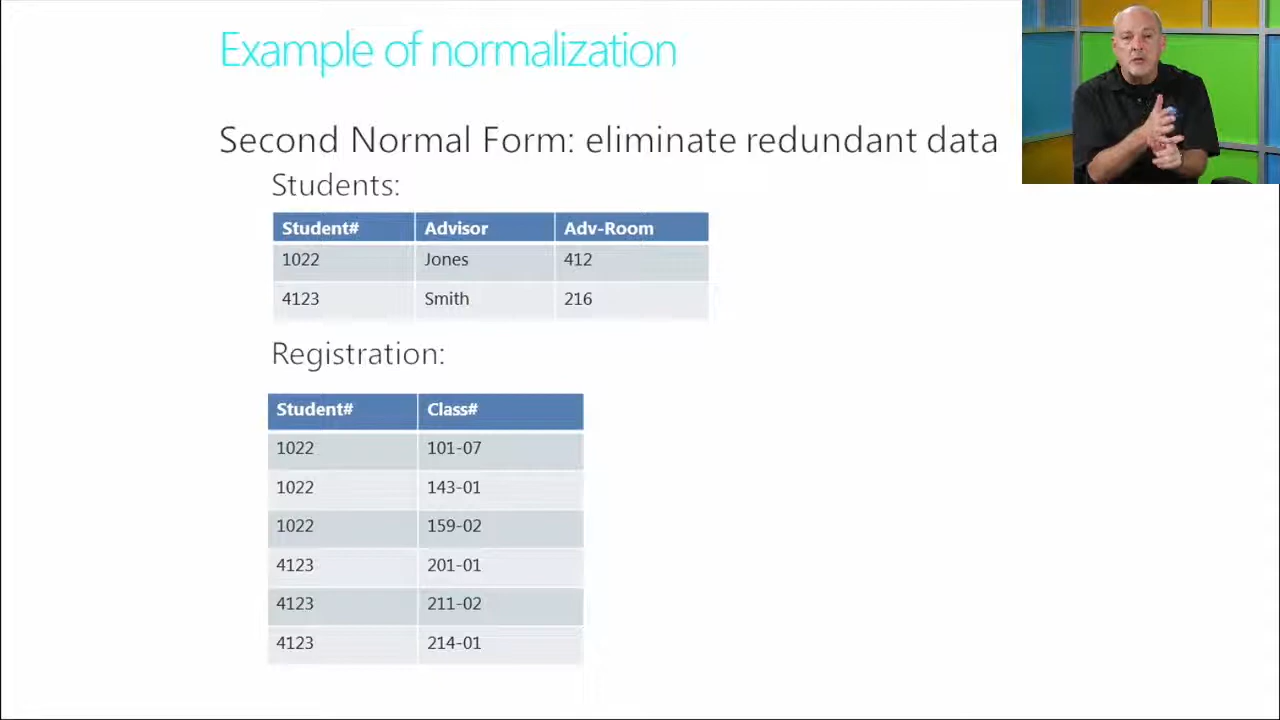 Example of normalization
Second Normal Form: eliminate redundant data
Students:
Student# Advisor Adv-Room
1022 Jones 412
4123 Smith 216
Registration:
Student# Class#
1022 101-07
1022 143-01
1022 159-02
4123 201-01
4123 211-02
4123 214-01